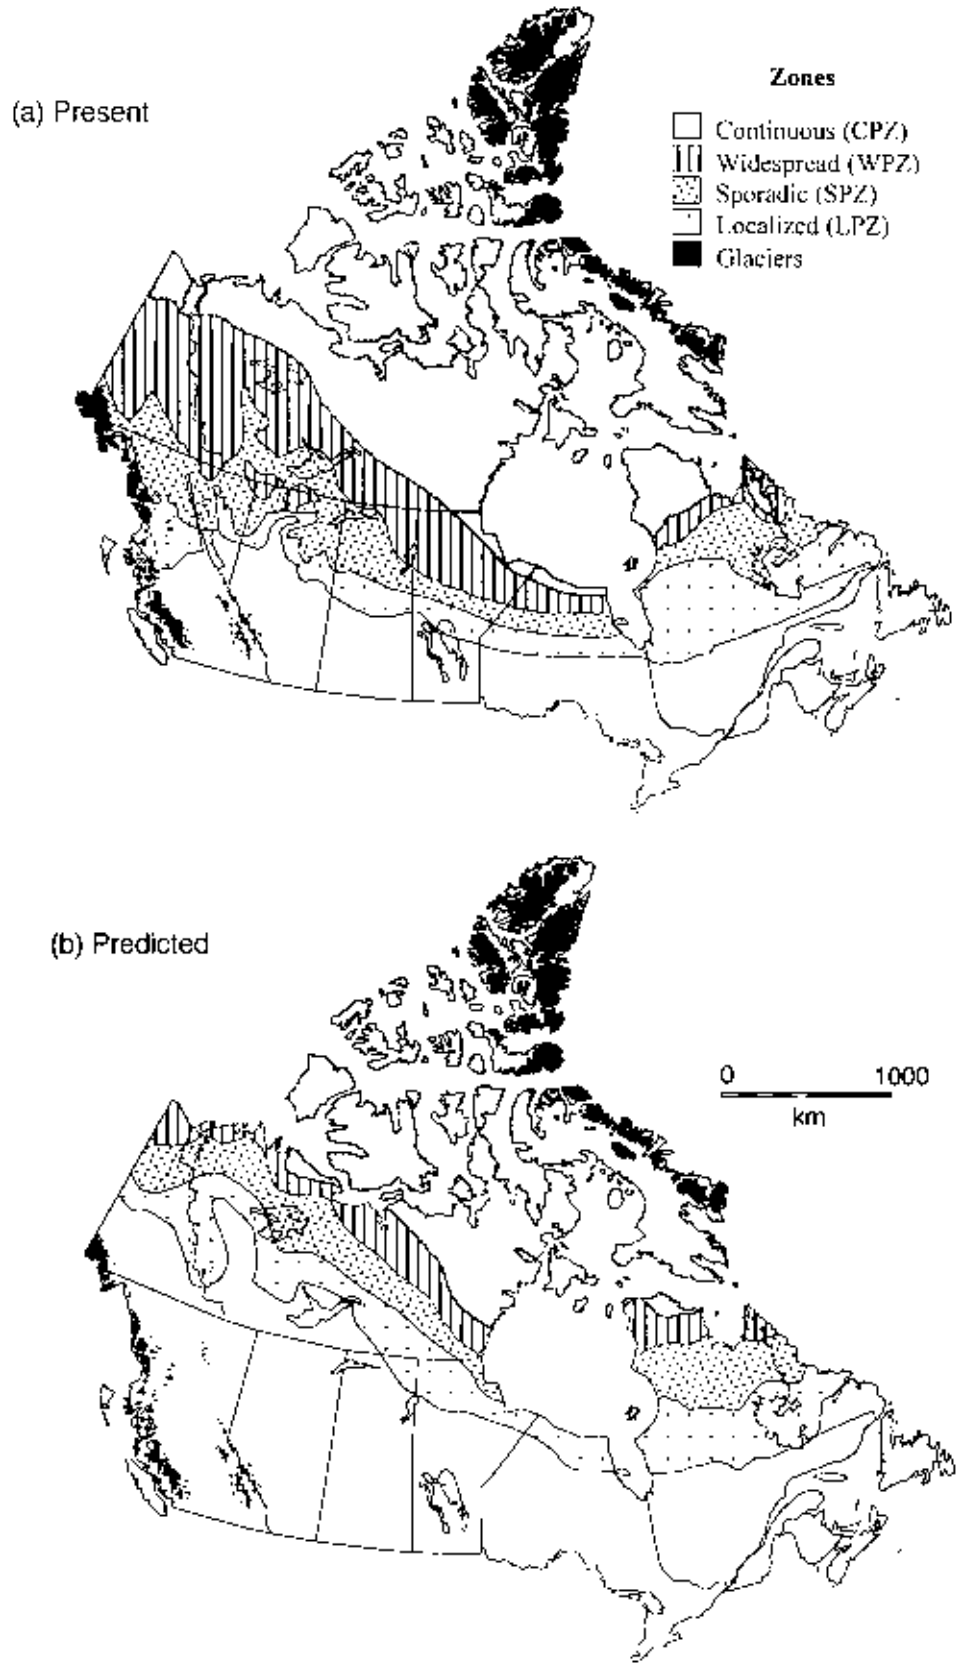 (a) Present
Zones
Continuous (CPZ)
Widespread (WPZ)
Sporadic (SPZ)
Localized (LPZ)
Glaciers
(b) Predicted
0 1000
km